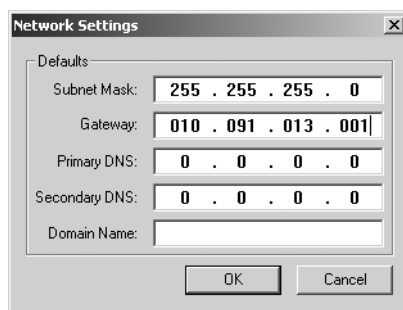 Network Settings
Defaults
Subnet Mask: 255 . 255 . 255 . 0
Gateway: 010 . 091 . 013 . 001
Primary DNS: 0 . 0 . 0 . 0
Secondary DNS: 0 . 0 . 0 . 0
Domain Name:
OK Cancel